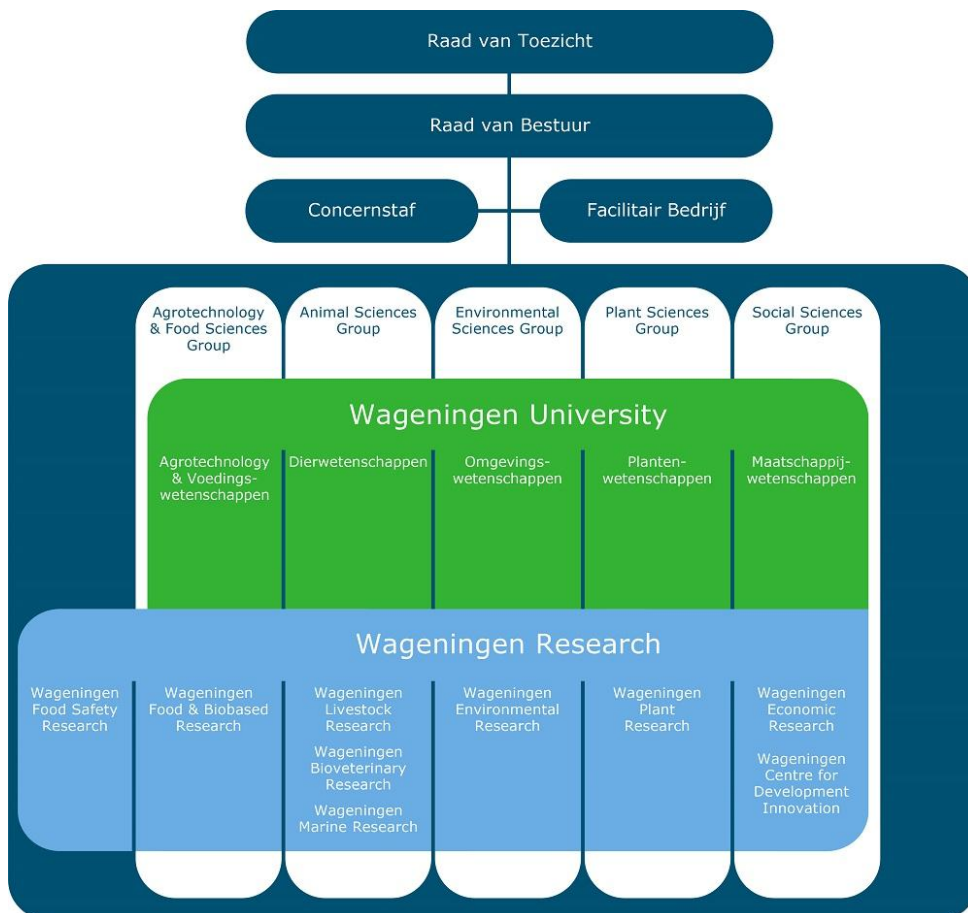 Raad van Toezicht
Raad van Bestuur
Concernstaf
Facilitair Bedrijf
Agrotechnology
& Food Sciences
Group
Animal Sciences
Group
Environmental
Sciences Group
Plant Sciences
Group
Social Sciences
Group
Wageningen University
Agrotechnology
& Voedings-
wetenschappen
Dierwetenschappen
Omgevings-
wetenschappen
Planten-
wetenschappen
Maatschappij-
wetenschappen
Wageningen Research
Wageningen
Food Safety
Research
Wageningen
Food & Biobased
Research
Wageningen
Livestock
Research
Wageningen
Bioveterinary
Research
Wageningen
Marine Research
Wageningen
Environmental
Research
Wageningen
Plant
Research
Wageningen
Economic
Research
Wageningen
Centre for
Development
Innovation